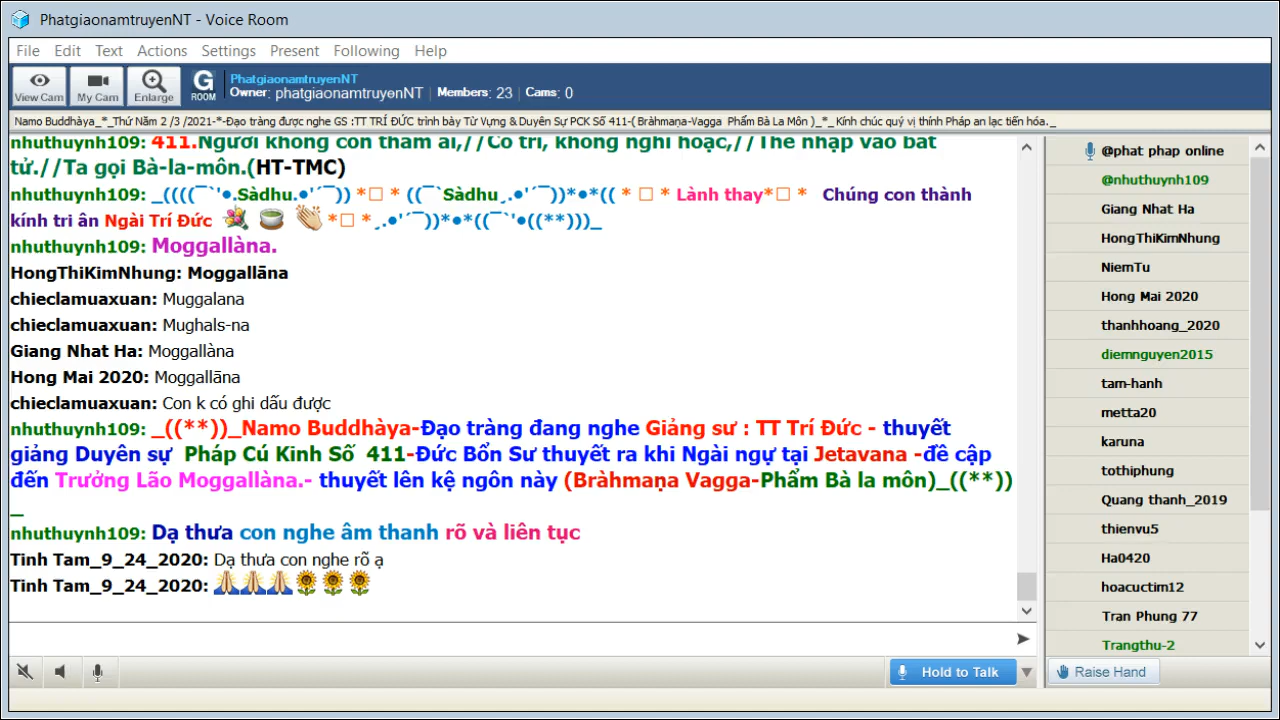 PhatgiaonamtruyenNT - Voice Room
File Edit Text Actions Settings Present Following Help
View Cam My Cam Enlarge G ROOM
PhatgiaonamtruyenNT
Owner: phatgiaonamtruyenNT | Members: 23 | Cams: 0
Namo Buddhàya_*_Thứ Năm 2 /3 /2021-*-Đạo tràng được nghe GS :TT TRÍ ĐỨC trình bày Từ Vựng & Duyên Sự PCK Số 411-( Bràhmaṇa-Vagga Phẩm Bà La Môn )_*_ Kính chúc quý vị thính Pháp an lạc tiến hóa._
nhuthuynh109: 411.Người không còn tham ái,//Có trí, không nghi hoặc,//Thể nhập vào bất
tử.//Ta gọi Bà-la-môn.(HT-TMC)
nhuthuynh109: _((((¯`'•.Sàdhu.•'´¯)) *□ * ((¯`Sàdhu¸.•'´¯))*•*(( * □ * Lành thay*□ * Chúng con thành
kính tri ân Ngài Trí Đức 💐 🍵 👏 *□ *¸.•'´¯))*•*((¯`'•((**)))_
nhuthuynh109: Moggallàna.
HongThiKimNhung: Moggallāna
chieclamuaxuan: Muggalana
chieclamuaxuan: Mughals-na
Giang Nhat Ha: Moggallàna
Hong Mai 2020: Moggallāna
chieclamuaxuan: Con k có ghi dấu được
nhuthuynh109: _((**))_Namo Buddhàya-Đạo tràng đang nghe Giảng sư : TT Trí Đức - thuyết
giảng Duyên sự Pháp Cú Kinh Số 411-Đức Bổn Sư thuyết ra khi Ngài ngự tại Jetavana -đề cập
đến Trưởng Lão Moggallàna.- thuyết lên kệ ngôn này (Bràhmaṇa Vagga-Phẩm Bà la môn)_((**))
_
nhuthuynh109: Dạ thưa con nghe âm thanh rõ và liên tục
Tinh Tam_9_24_2020: Dạ thưa con nghe rõ ạ
Tinh Tam_9_24_2020: 🙏🙏🙏🌻🌻🌻
Hold to Talk
@phat phap online
@nhuthuynh109
Giang Nhat Ha
HongThiKimNhung
NiemTu
Hong Mai 2020
thanhhoang_2020
diemnguyen2015
tam-hanh
metta20
karuna
tothiphung
Quang thanh_2019
thienvu5
Ha0420
hoacuctim12
Tran Phung 77
Trangthu-2
Raise Hand